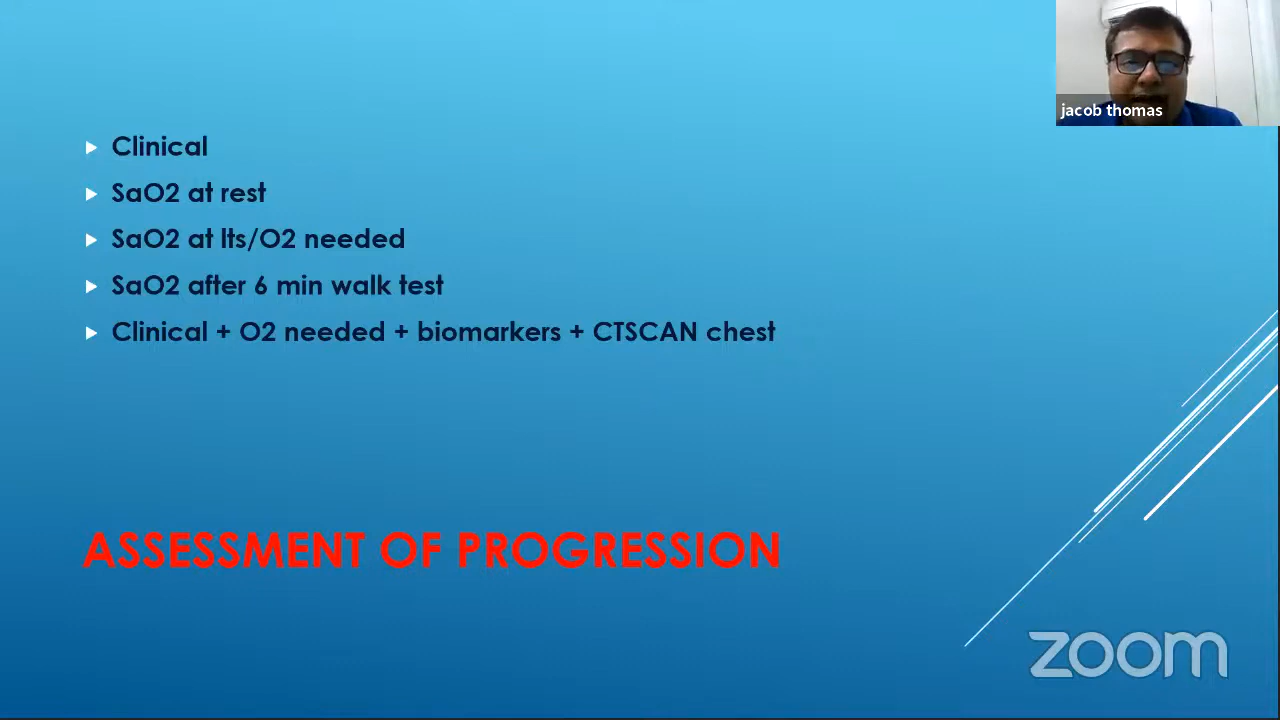 jacob thomas
Clinical
SaO2 at rest
SaO2 at lts/O2 needed
SaO2 after 6 min walk test
Clinical + O2 needed + biomarkers + CTSCAN chest
ASSESSMENT OF PROGRESSION
zoom